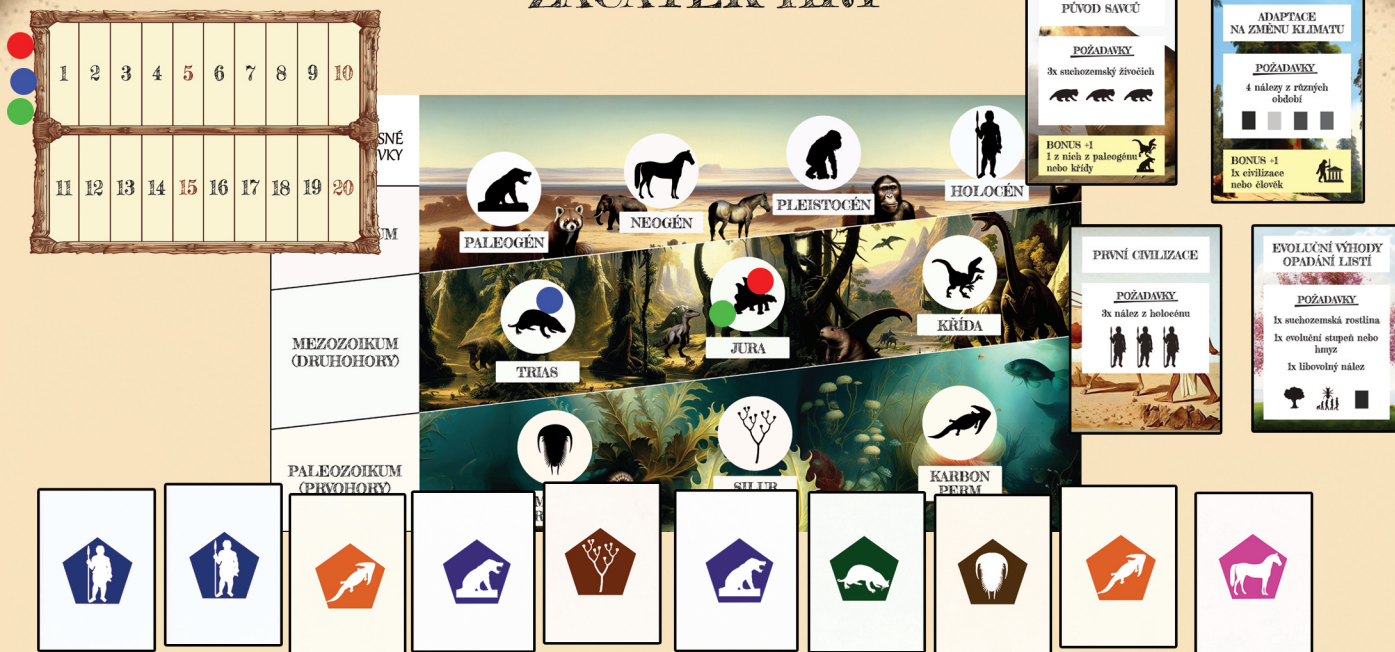 ZAČÁTEK HRY
1 2 3 4 5 6 7 8 9 10
11 12 13 14 15 16 17 18 19 20
PALEOGÉN
NEOGÉN
PLEISTOCÉN
HOLOCÉN
MEZOZOIKUM
(DRUHOHORY)
TRIAS
JURA
KŘÍDA
PALEOZOIKUM
(PRVOHORY)
SILUR
KARBON
PERM
PŮVOD SAVCŮ
POŽADAVKY
3x suchozemský živočich
BONUS +1
1 z nich z paleogénu
nebo křídy
ADAPTACE
NA ZMĚNU KLIMATU
POŽADAVKY
4 nálezy z různých
období
BONUS +1
1x civilizace
nebo člověk
PRVNÍ CIVILIZACE
POŽADAVKY
3x nález z holocénu
EVOLUČNÍ VÝHODY
OPADÁNÍ LISTÍ
POŽADAVKY
1x suchozemská rostlina
1x evoluční stupeň nebo
hmyz
1x libovolný nález